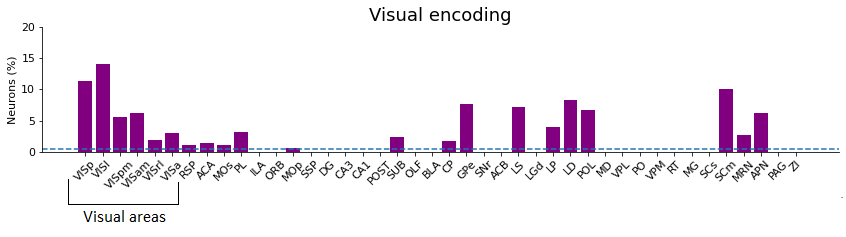 Visual encoding
Neurons (%)
20
15
10
5
0
VISp VISl VISpm VISam VISrl VISa RSP ACA MOs PL ILA ORB MOp SSP DG CA3 CA1 POST SUB OLF BLA CP GPe SNr ACB LS LGd LP LD POL MD VPL PO VPM RT MG SCs SCm MRN APN PAG ZI
Visual areas